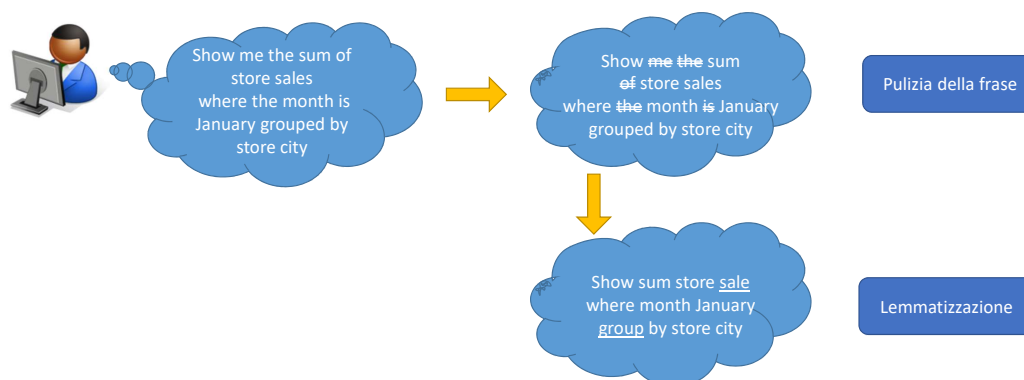 Show me the sum of
store sales
where the month is
January grouped by
store city
Show me the sum
of store sales
where the month is January
grouped by store city
Pulizia della frase
Show sum store sale
where month January
group by store city
Lemmatizzazione